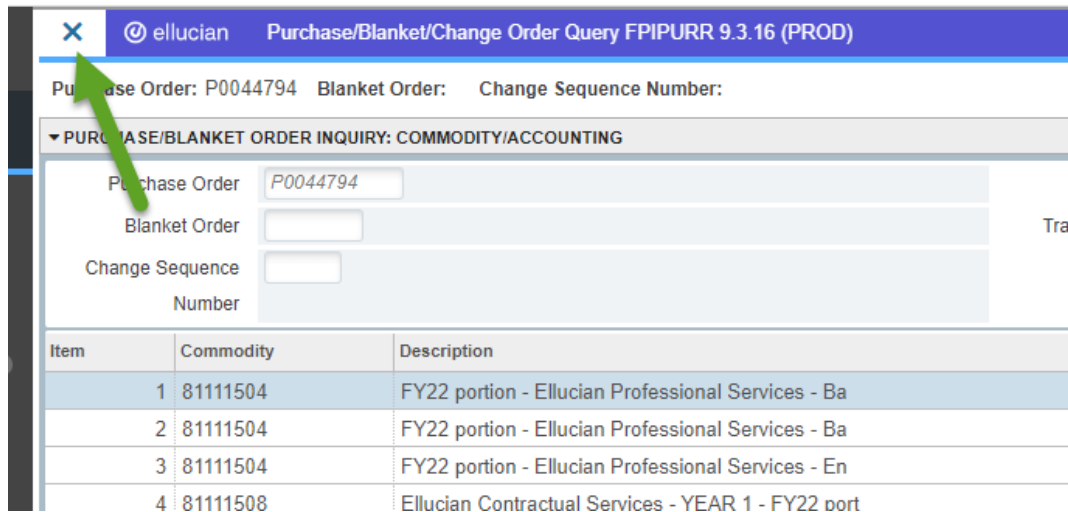 ellucian Purchase/Blanket/Change Order Query FPIPURR 9.3.16 (PROD)
Purchase Order: P0044794 Blanket Order: Change Sequence Number:
PURCHASE/BLANKET ORDER INQUIRY: COMMODITY/ACCOUNTING
Purchase Order P0044794
Blanket Order Tra
Change Sequence
Number
Item Commodity Description
1 81111504 FY22 portion - Ellucian Professional Services - Ba
2 81111504 FY22 portion - Ellucian Professional Services - Ba
3 81111504 FY22 portion - Ellucian Professional Services - En
4 81111508 Ellucian Contractual Services - YEAR 1 - FY22 port